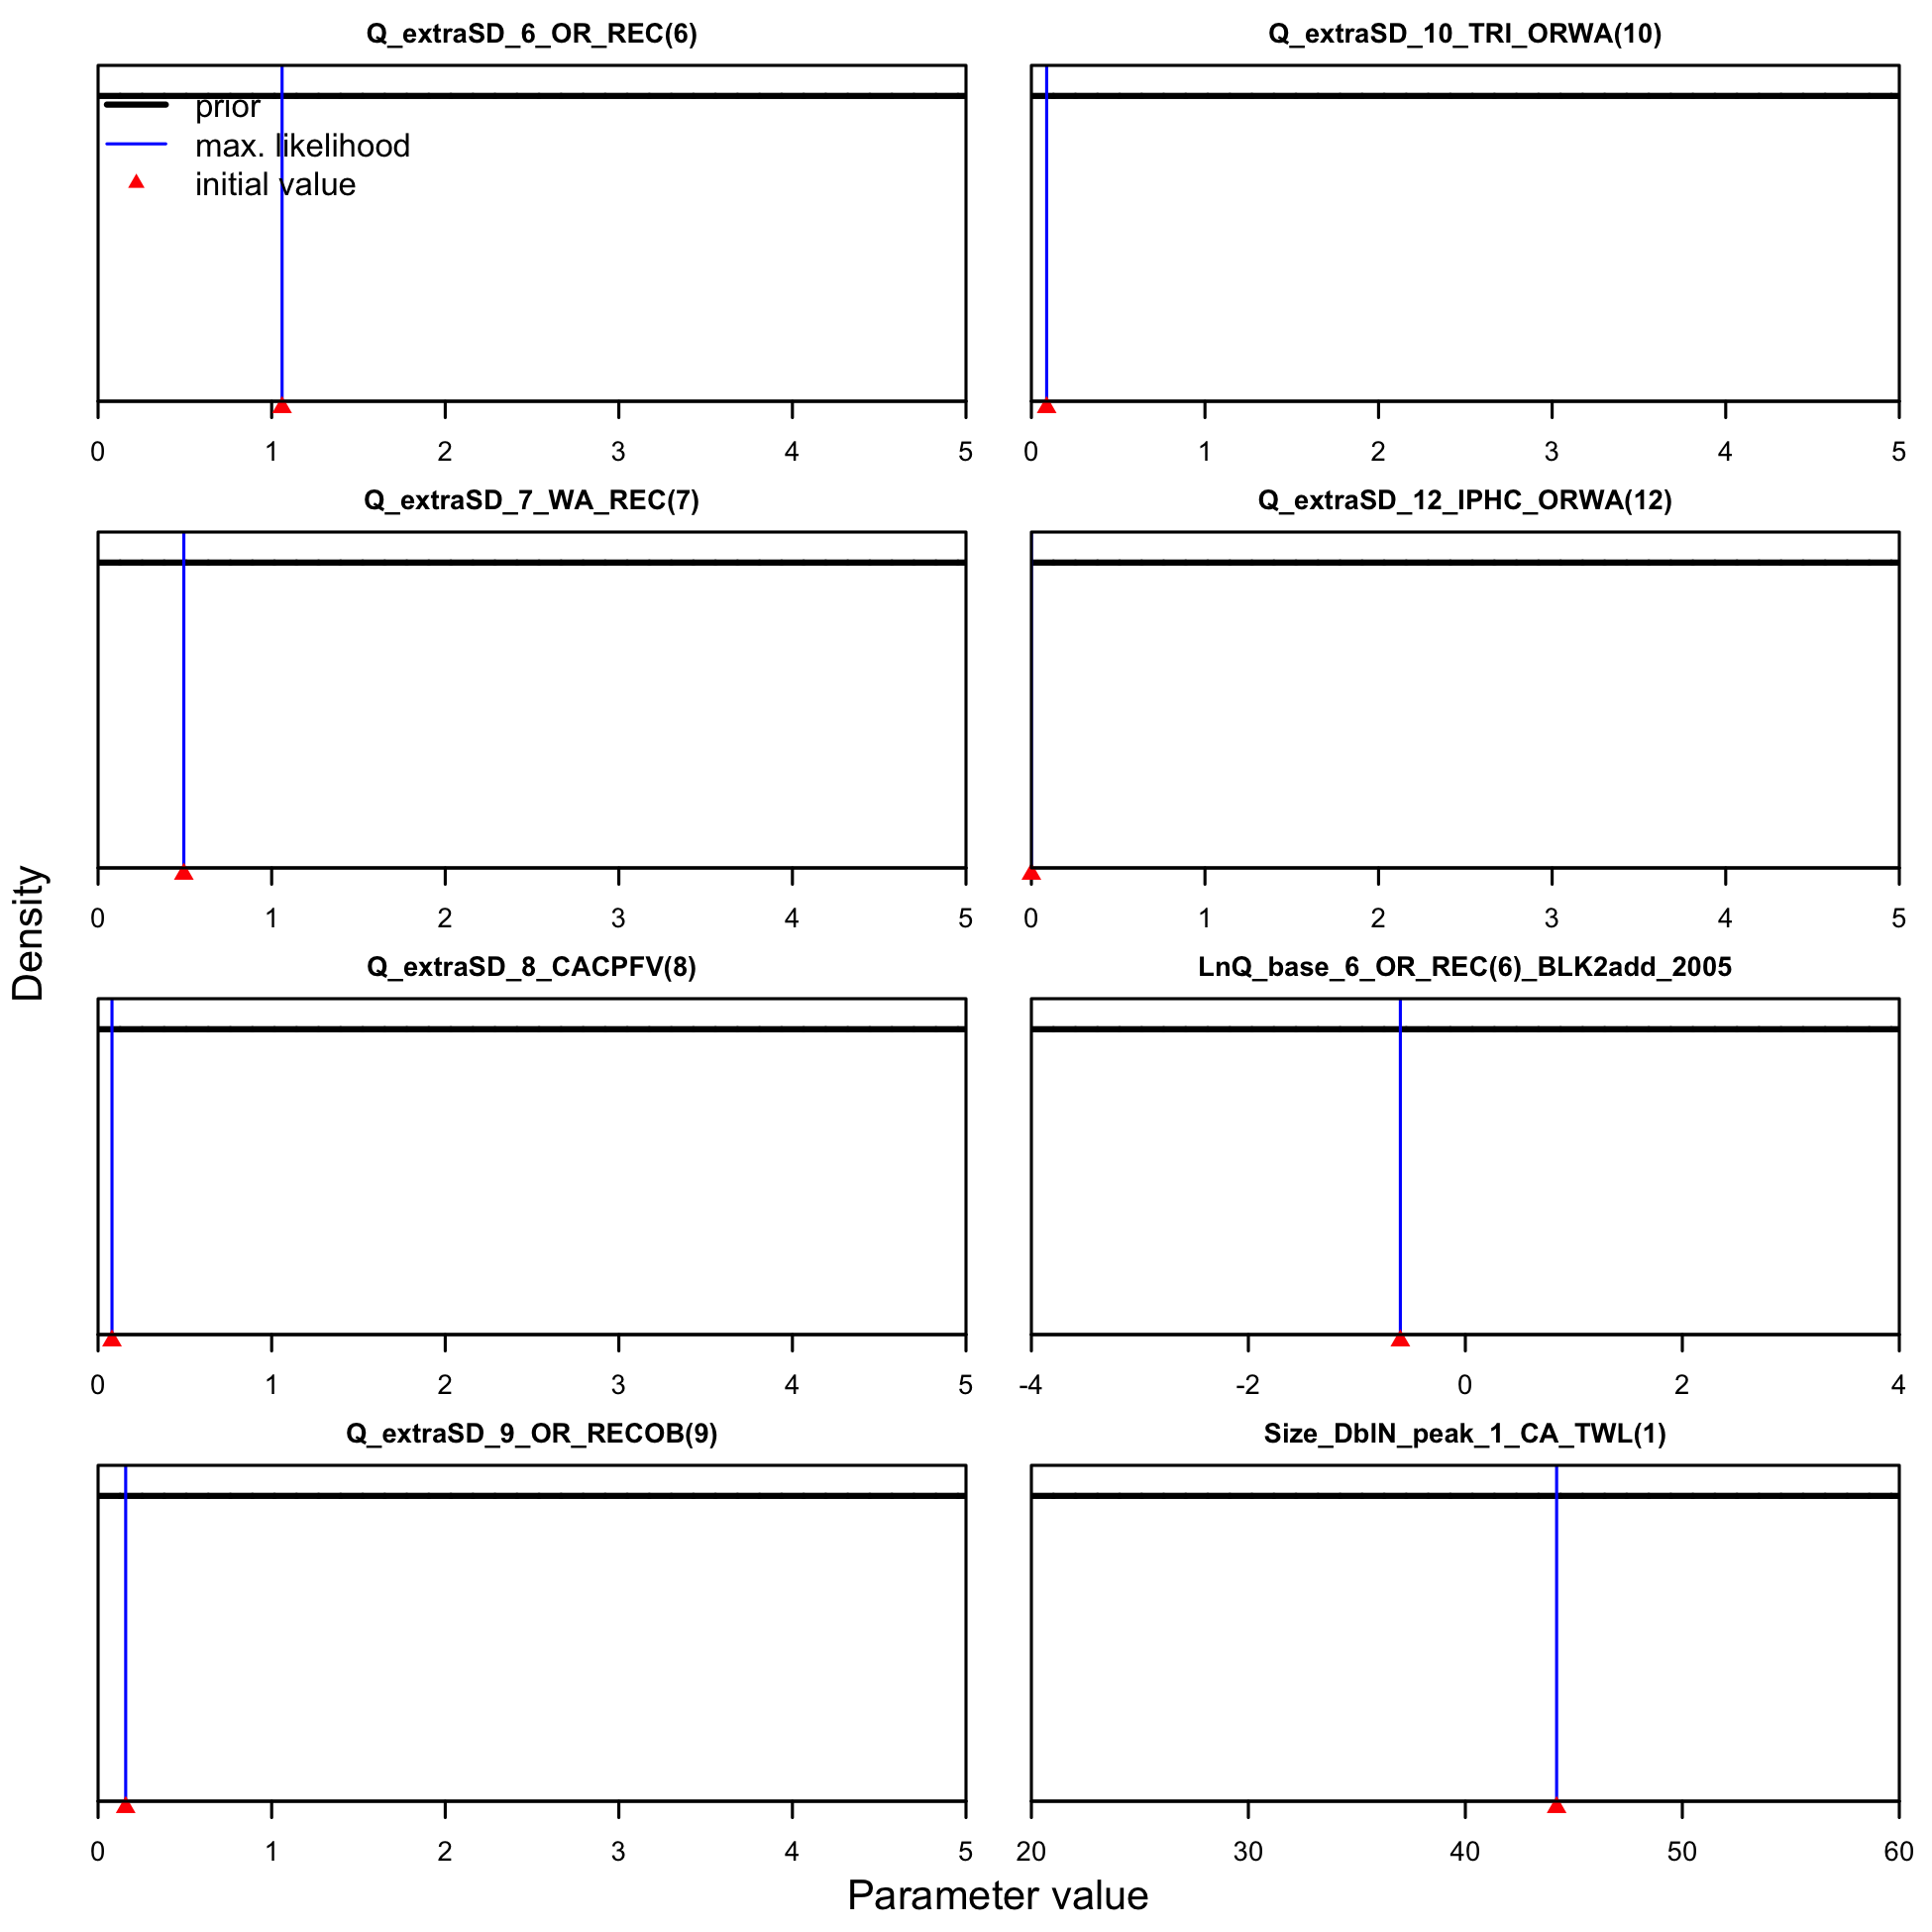 Q_extraSD_6_OR_REC(6)
prior
max. likelihood
initial value
0 1 2 3 4 5
Q_extraSD_10_TRI_ORWA(10)
0 1 2 3 4 5
Q_extraSD_7_WA_REC(7)
0 1 2 3 4 5
Q_extraSD_12_IPHC_ORWA(12)
0 1 2 3 4 5
Q_extraSD_8_CACPFV(8)
0 1 2 3 4 5
LnQ_base_6_OR_REC(6)_BLK2add_2005
-4 -2 0 2 4
Q_extraSD_9_OR_RECOB(9)
0 1 2 3 4 5
Size_DblN_peak_1_CA_TWL(1)
20 30 40 50 60
Density
Parameter value